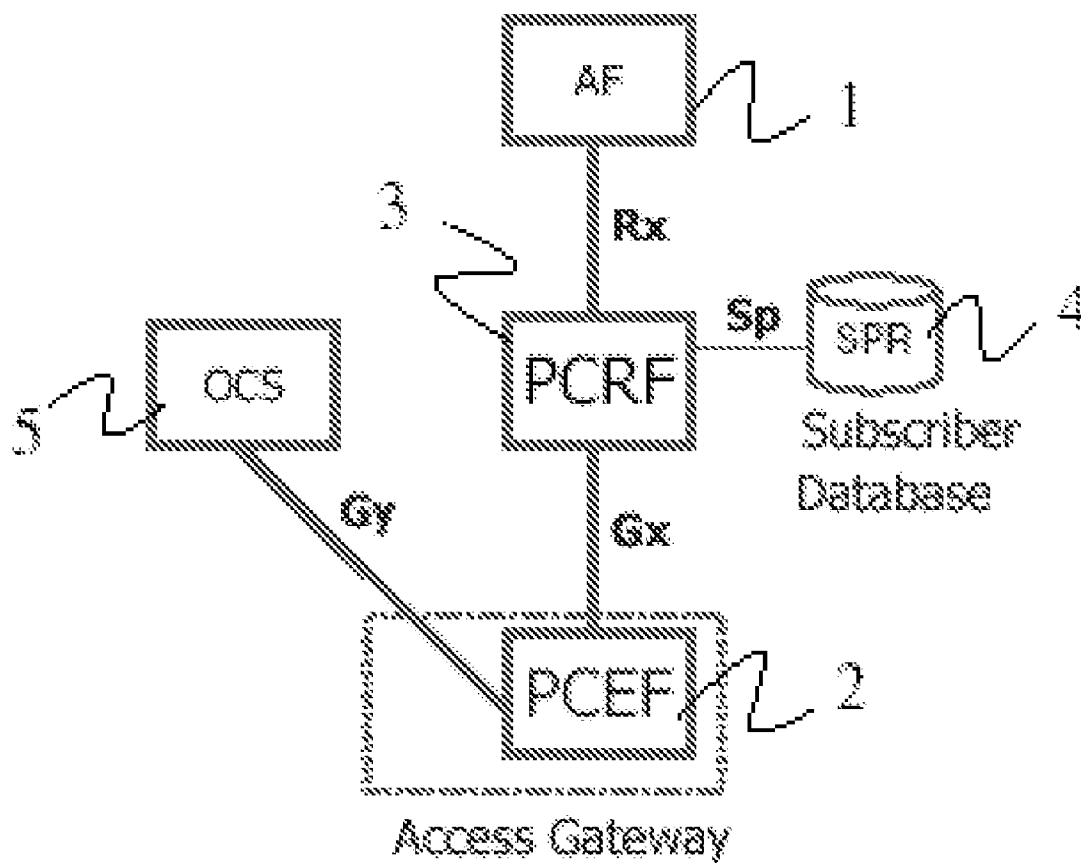 AF
1
3
Rx
Sp
SPR
4
OCS
PCRF
5
Subscriber
Database
Gy
Gx
PCEF
2
Access Gateway